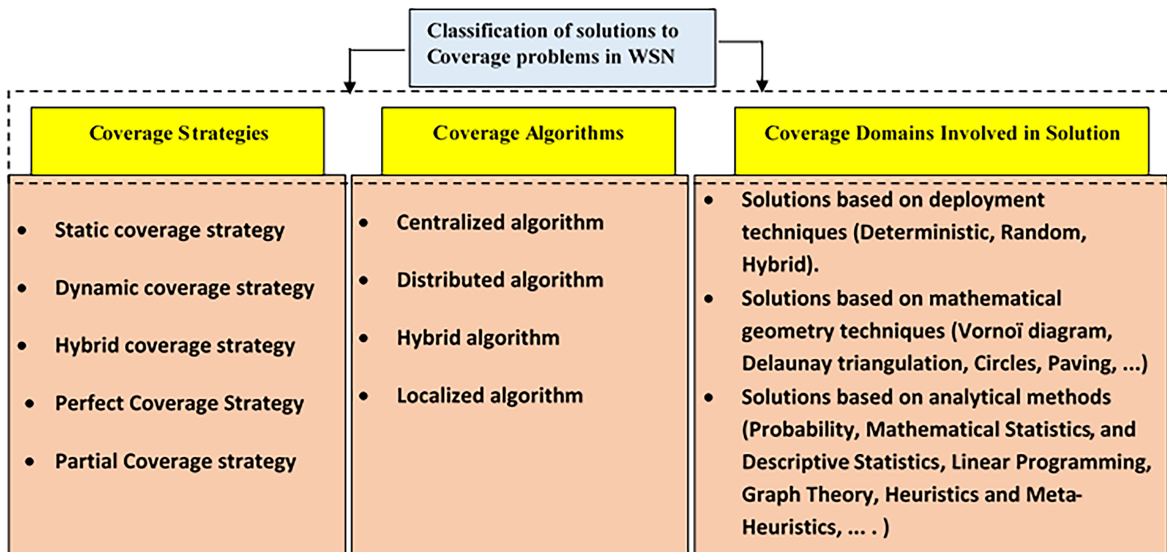 Classification of solutions to
Coverage problems in WSN
Coverage Strategies
• Static coverage strategy
• Dynamic coverage strategy
• Hybrid coverage strategy
• Perfect Coverage Strategy
• Partial Coverage strategy
Coverage Algorithms
• Centralized algorithm
• Distributed algorithm
• Hybrid algorithm
• Localized algorithm
Coverage Domains Involved in Solution
• Solutions based on deployment
techniques (Deterministic, Random,
Hybrid).
• Solutions based on mathematical
geometry techniques (Vornoï diagram,
Delaunay triangulation, Circles, Paving, ...)
• Solutions based on analytical methods
(Probability, Mathematical Statistics, and
Descriptive Statistics, Linear Programming,
Graph Theory, Heuristics and Meta-
Heuristics, ... . )